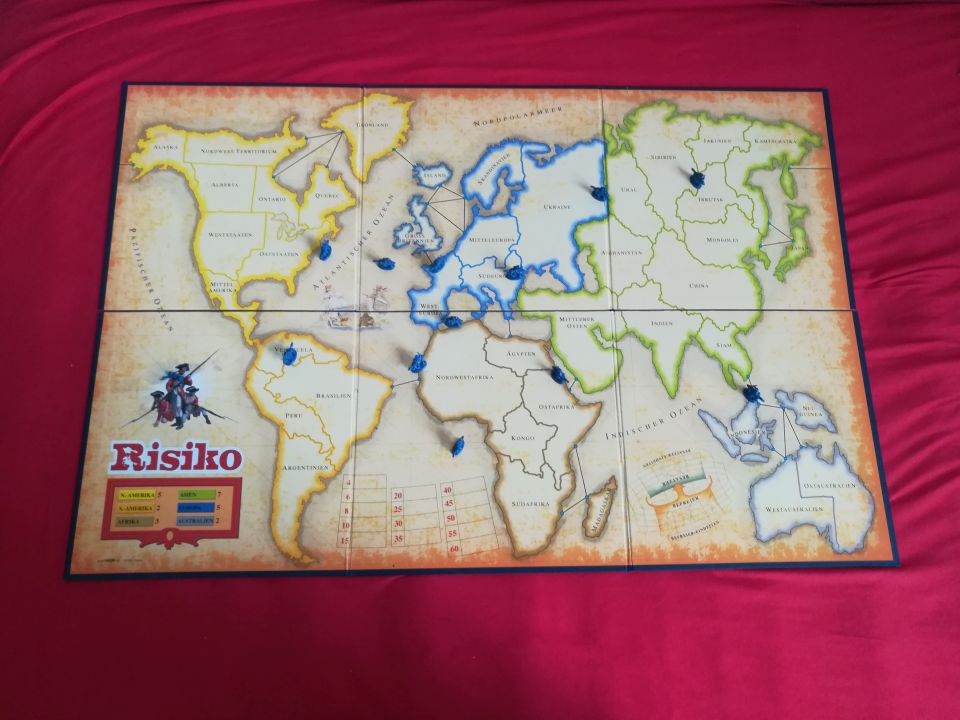 NORDPOLARMEER
GRÖNLAND
ALASKA
NORDWEST-TERRITORIUM
ALBERTA
ONTARIO
QUEBEC
WESTSTAATEN
OSTSTAATEN
MITTEL
AMERIKA
PAZIFISCHER OZEAN
ATLANTISCHER OZEAN
ISLAND
SKANDINAVIEN
GROSS
BRITANNIEN
MITTELEUROPA
UKRAINE
WEST
EUROPA
URAL
SIBIRIEN
JAKUTIEN
KAMTSCHATKA
IRKUTSK
MONGOLEI
JAPAN
AFGHANISTAN
CHINA
MITTLERER
OSTEN
INDIEN
SIAM
BRASILIEN
PERU
ARGENTINIEN
NORDWESTAFRIKA
ÄGYPTEN
OSTAFRIKA
KONGO
SÜDAFRIKA
MADAGASKAR
INDISCHER OZEAN
INDONESIEN
NEU
GUINEA
WESTAUSTRALIEN
OSTAUSTRALIEN
RISIKO
N.-AMERIKA 5
ASIEN 7
S.-AMERIKA 2
EUROPA 5
AFRIKA 3
AUSTRALIEN 2
4
6
8
10
15
20
25
30
35
40
45
50
55
60